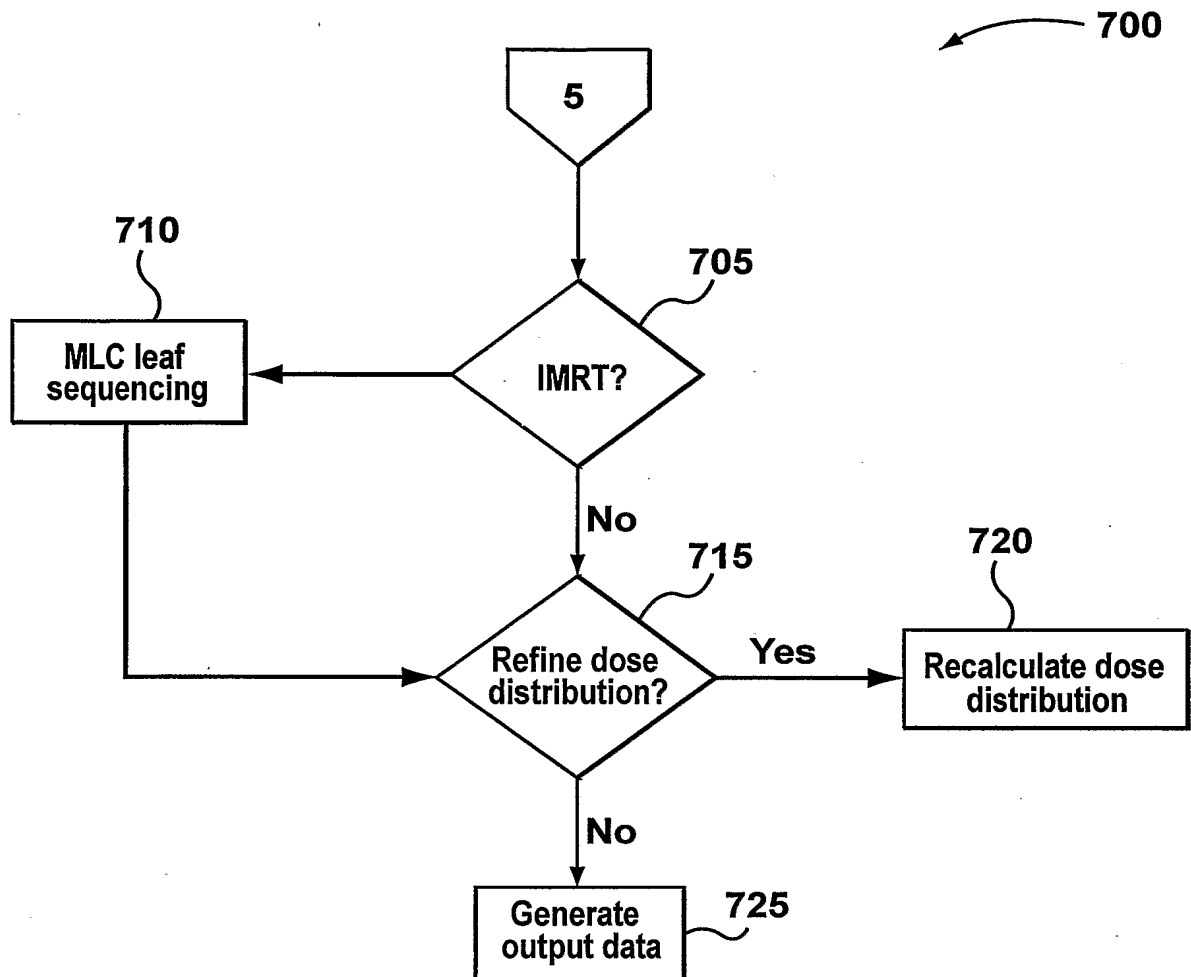 700
5
705
IMRT?
710
MLC leaf
sequencing
No
715
Refine dose
distribution?
Yes
720
Recalculate dose
distribution
No
Generate
output data
725